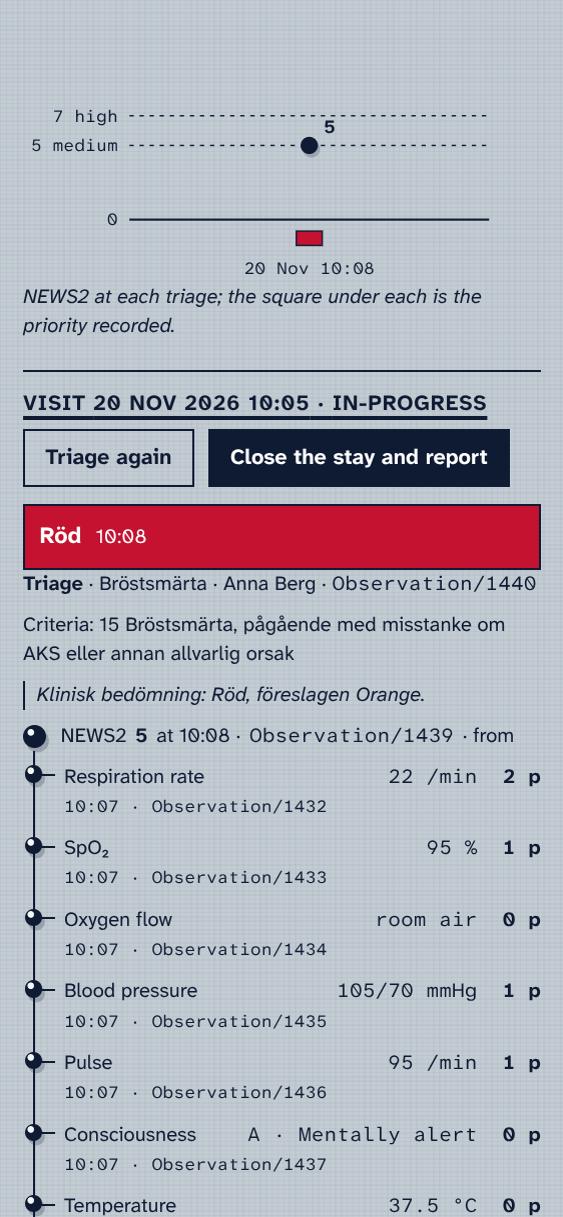 7 high
5
5 medium
0
20 Nov 10:08
NEWS2 at each triage; the square under each is the
priority recorded.
VISIT 20 NOV 2026 10:05 · IN-PROGRESS
Triage again
Close the stay and report
Röd 10:08
Triage · Bröstsmärta · Anna Berg · Observation/1440
Criteria: 15 Bröstsmärta, pågående med misstanke om
AKS eller annan allvarlig orsak
Klinisk bedömning: Röd, föreslagen Orange.
NEWS2 5 at 10:08 · Observation/1439 · from
Respiration rate 22 /min 2 p
10:07 · Observation/1432
SpO₂ 95 % 1 p
10:07 · Observation/1433
Oxygen flow room air 0 p
10:07 · Observation/1434
Blood pressure 105/70 mmHg 1 p
10:07 · Observation/1435
Pulse 95 /min 1 p
10:07 · Observation/1436
Consciousness A · Mentally alert 0 p
10:07 · Observation/1437
Temperature 37.5 °C 0 p